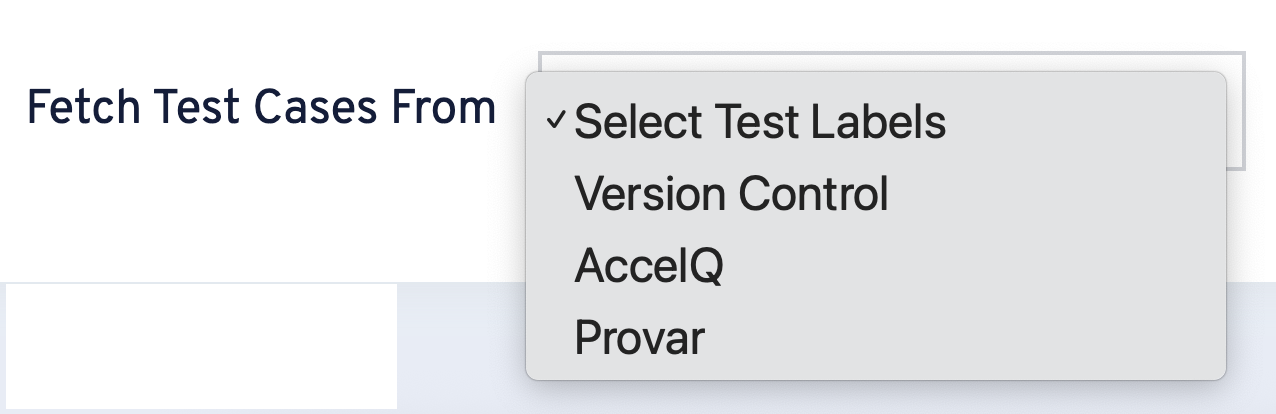 Fetch Test Cases From
✓ Select Test Labels
Version Control
AccelQ
Provar